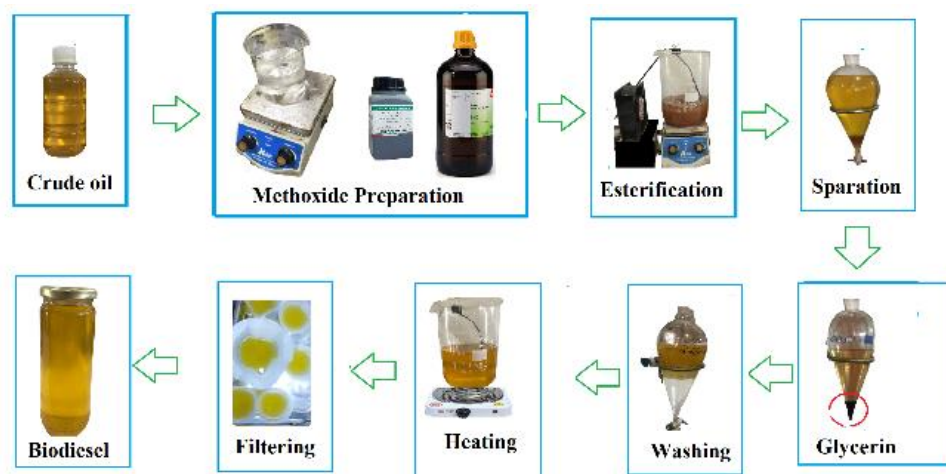 Crude oil
Methoxide Preparation
Esterification
Sparation
Biodiesel
Filtering
Heating
Washing
Glycerin